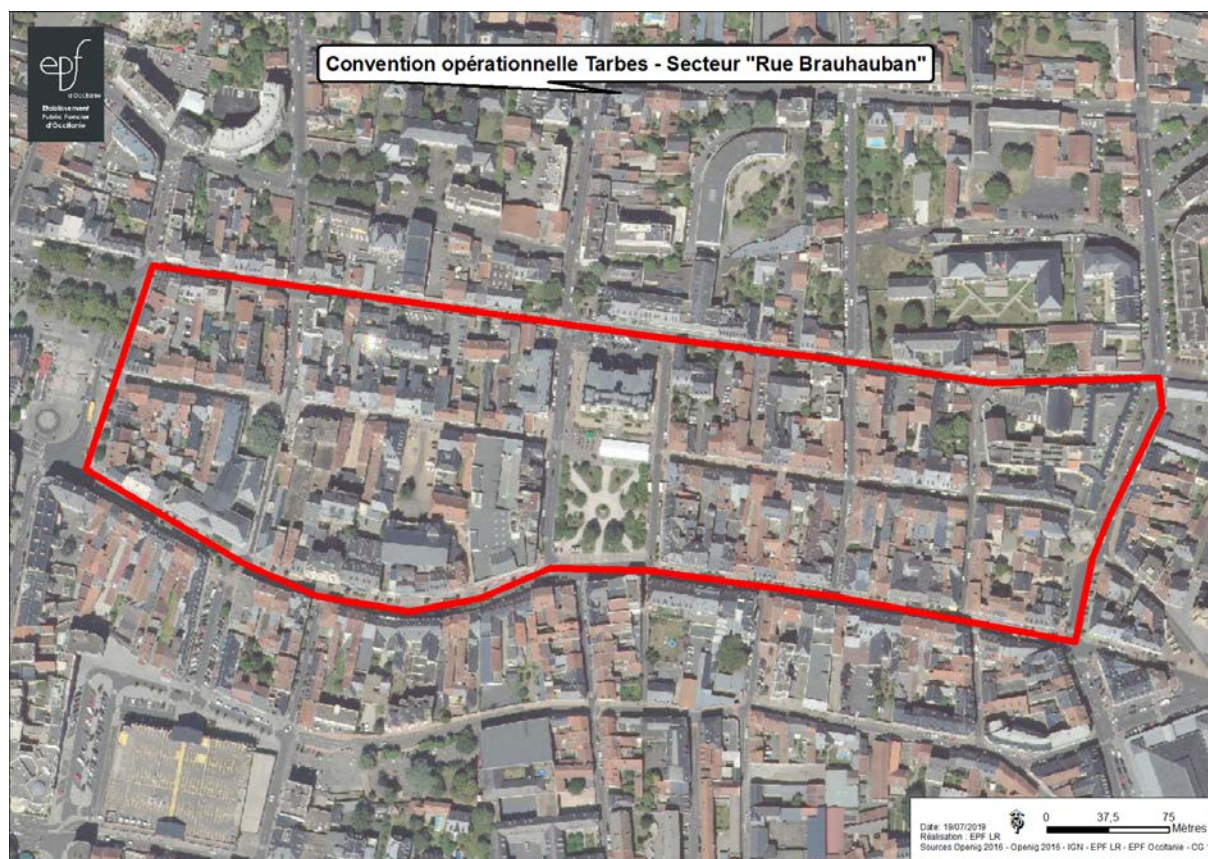 epf
d'Occitanie
Etablissement
Public Foncier
d'Occitanie
Convention opérationnelle Tarbes - Secteur "Rue Brauhauban"
0 37,5 75
Mètres
Date: 19/07/2019
Réalisation : EPF LR
Sources Openig 2016 - Openig 2016 - IGN - EPF LR - EPF Occitanie - CG